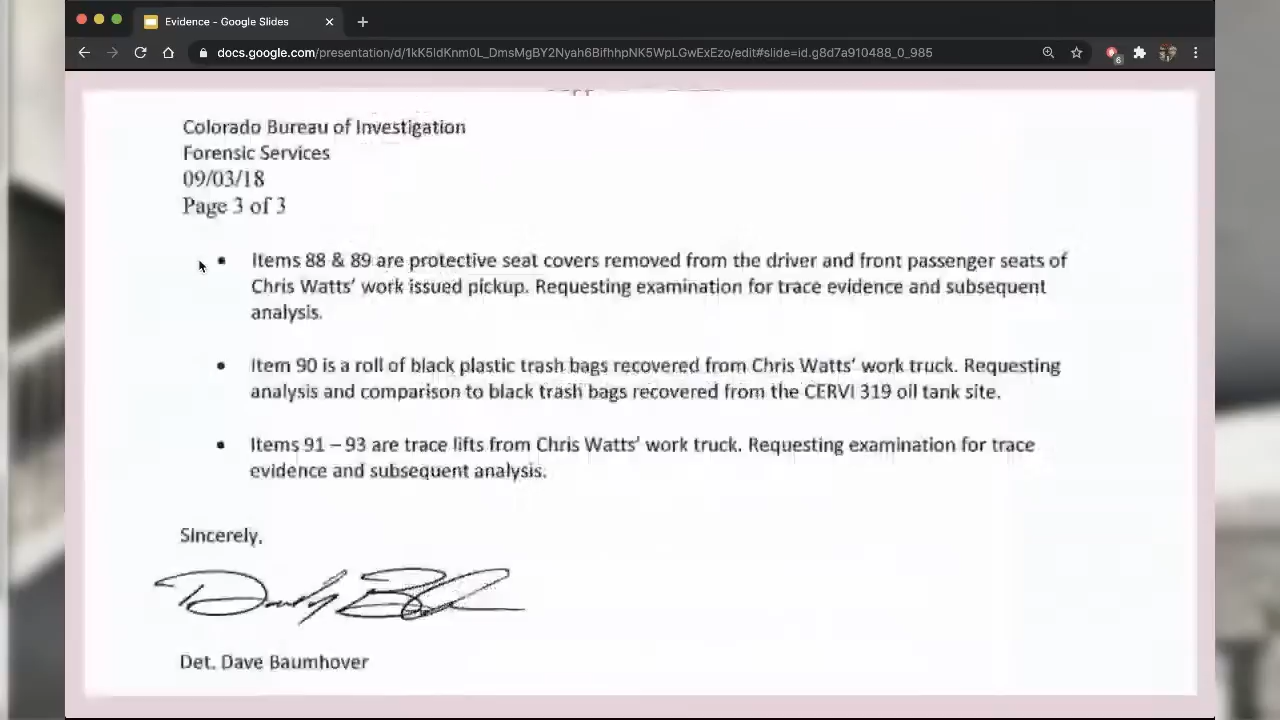 Evidence - Google Slides
docs.google.com/presentation/d/1kK5IdKnm0L_DmsMgBY2Nyah6BifhhpNK5WpLGwExEzo/edit#slide=id.g8d7a910488_0_985
6
Colorado Bureau of Investigation
Forensic Services
09/03/18
Page 3 of 3
• Items 88 & 89 are protective seat covers removed from the driver and front passenger seats of
Chris Watts' work issued pickup. Requesting examination for trace evidence and subsequent
analysis.
• Item 90 is a roll of black plastic trash bags recovered from Chris Watts' work truck. Requesting
analysis and comparison to black trash bags recovered from the CERVI 319 oil tank site.
• Items 91 – 93 are trace lifts from Chris Watts' work truck. Requesting examination for trace
evidence and subsequent analysis.
Sincerely,
Det. Dave Baumhover